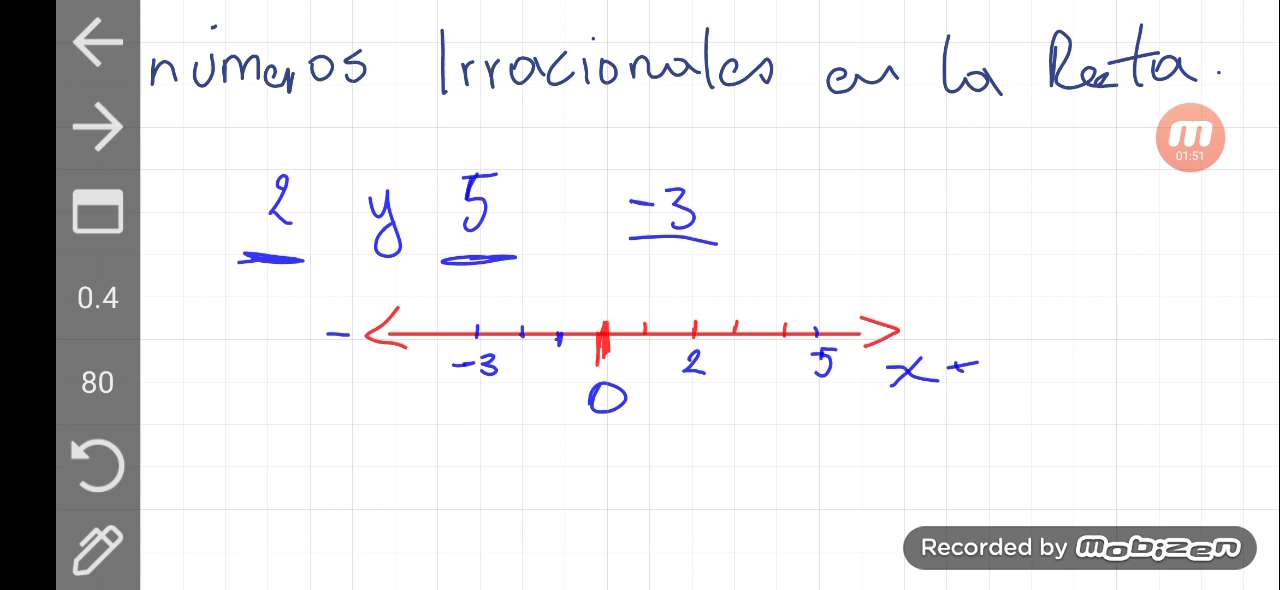 números Irracionales en la Recta.
01:51
2 y 5 -3
0.4
-
-3 2 5 x +
80
0
Recorded by mobizen